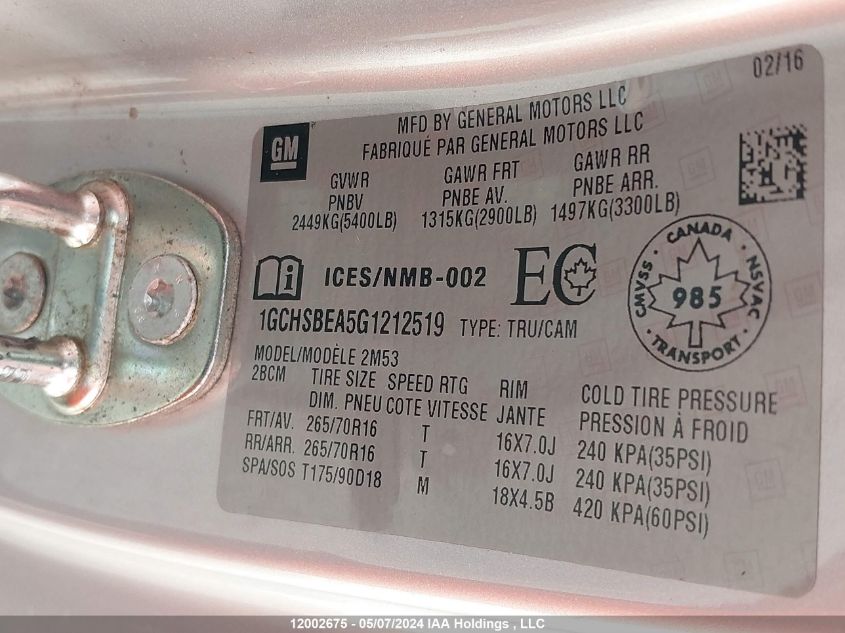 02/16
GM
MFD BY GENERAL MOTORS LLC
FABRIQUÉ PAR GENERAL MOTORS LLC
GVWR GAWR FRT GAWR RR
PNBV PNBE AV. PNBE ARR.
2449KG(5400LB) 1315KG(2900LB) 1497KG(3300LB)
ICES/NMB-002 EC
CANADA
CMVSS 985 NSVAC
TRANSPORT
1GCHSBEA5G1212519 TYPE: TRU/CAM
MODEL/MODÈLE 2M53
2BCM TIRE SIZE SPEED RTG RIM COLD TIRE PRESSURE
DIM. PNEU COTE VITESSE JANTE PRESSION À FROID
FRT/AV. 265/70R16 T 16X7.0J 240 KPA(35PSI)
RR/ARR. 265/70R16 T 16X7.0J 240 KPA(35PSI)
SPA/SOS T175/90D18 M 18X4.5B 420 KPA(60PSI)
12002675 - 05/07/2024 IAA Holdings , LLC